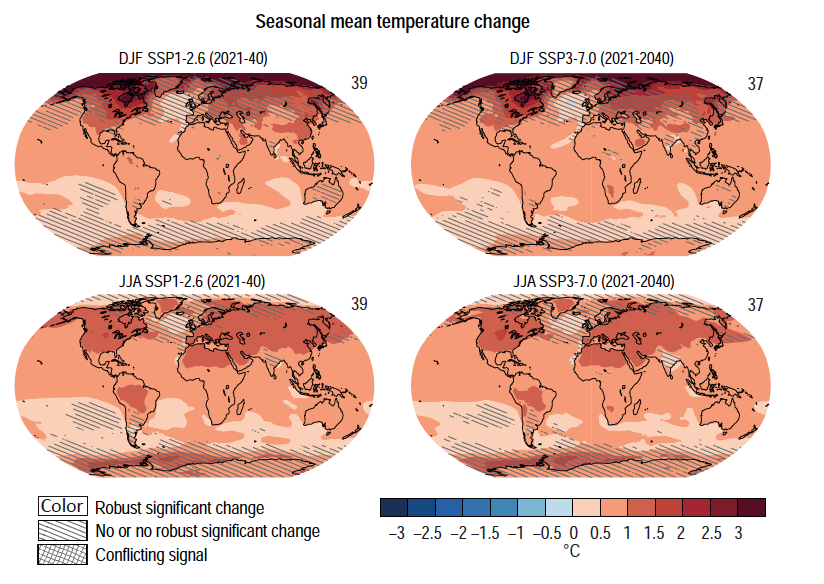 Seasonal mean temperature change
DJF SSP1-2.6 (2021-40)
39
DJF SSP3-7.0 (2021-2040)
37
JJA SSP1-2.6 (2021-40)
39
JJA SSP3-7.0 (2021-2040)
37
Color Robust significant change
No or no robust significant change
Conflicting signal
−3 −2.5 −2 −1.5 −1 −0.5 0 0.5 1 1.5 2 2.5 3
°C